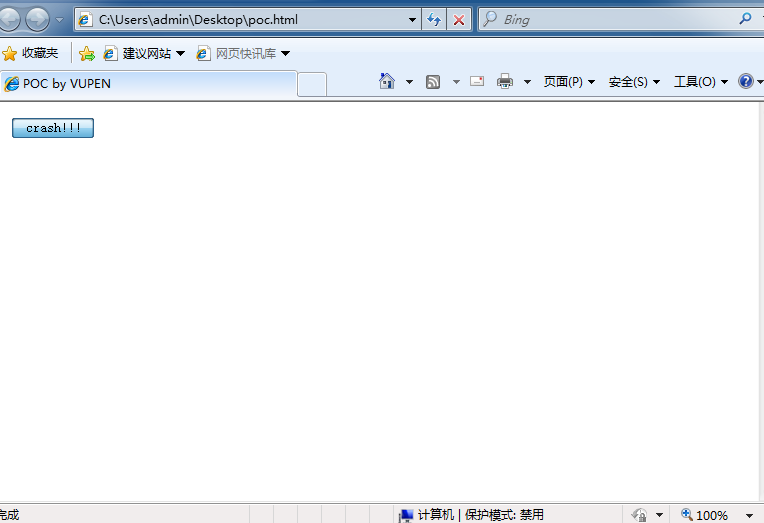 C:\Users\admin\Desktop\poc.html Bing
收藏夹 建议网站 网页快讯库
POC by VUPEN 页面(P) 安全(S) 工具(O)
crash!!!
完成 计算机 | 保护模式: 禁用 100%